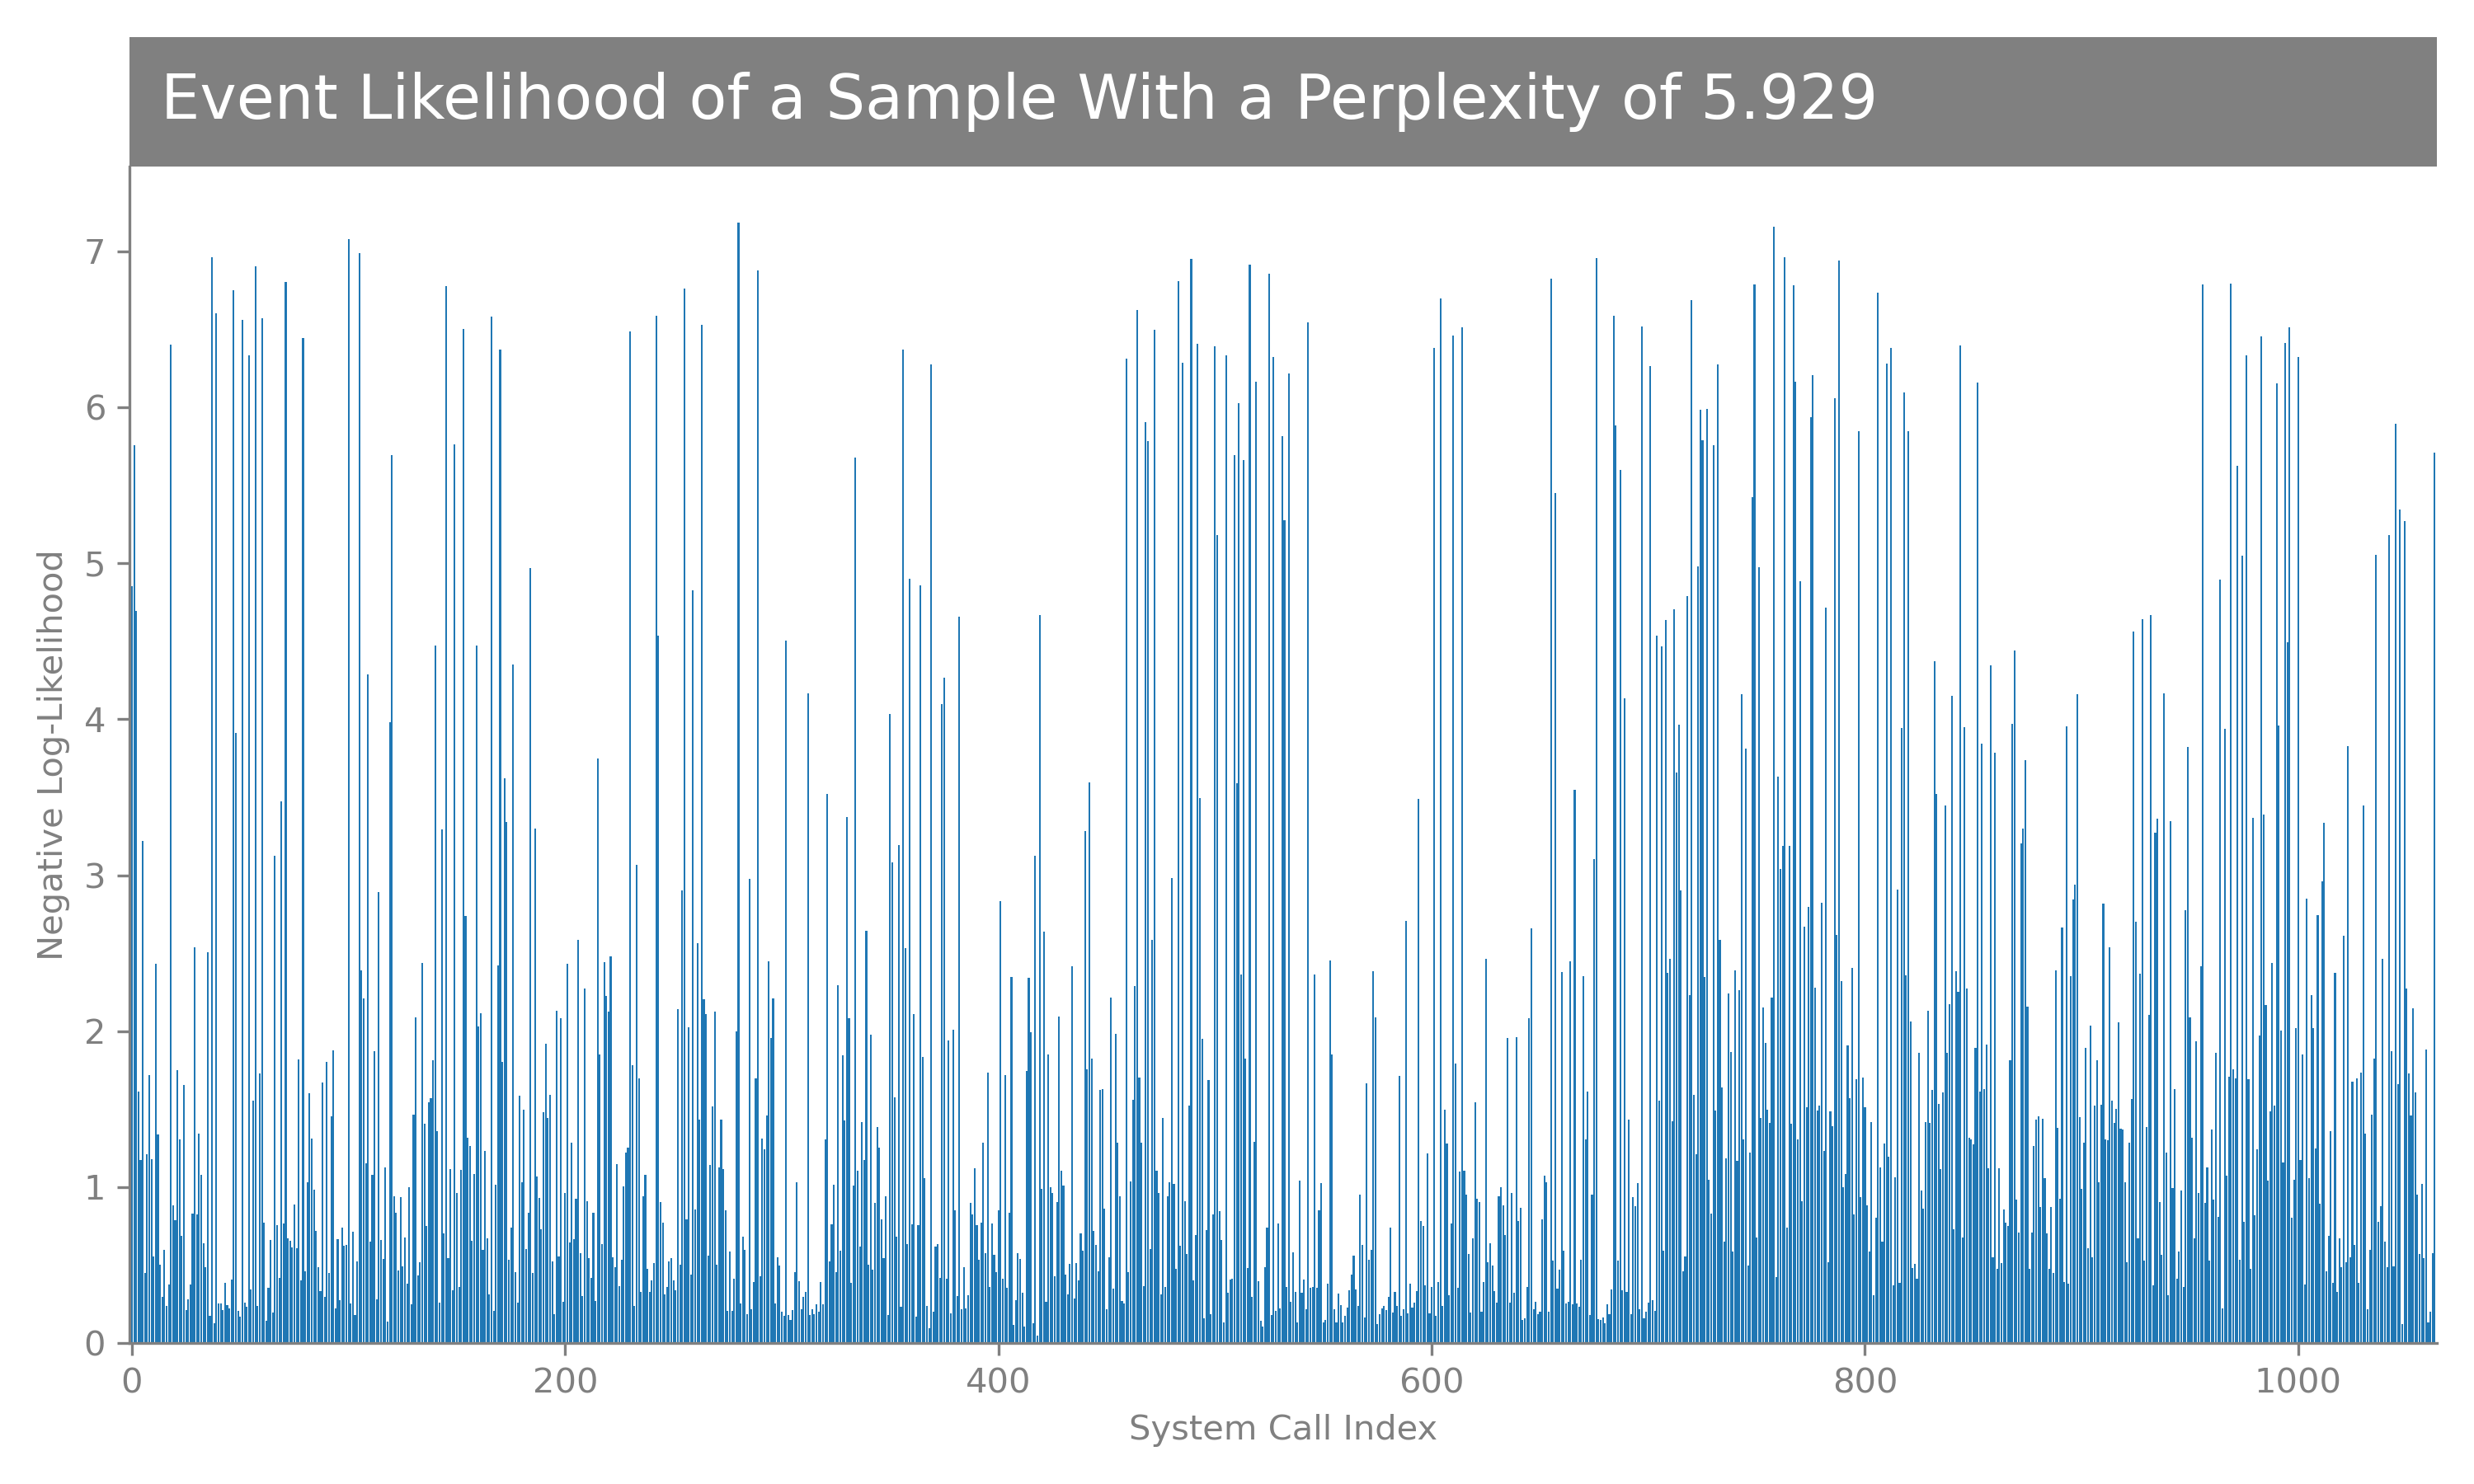 Event Likelihood of a Sample With a Perplexity of 5.929
Negative Log-Likelihood
7
6
5
4
3
2
1
0
0 200 400 600 800 1000
System Call Index